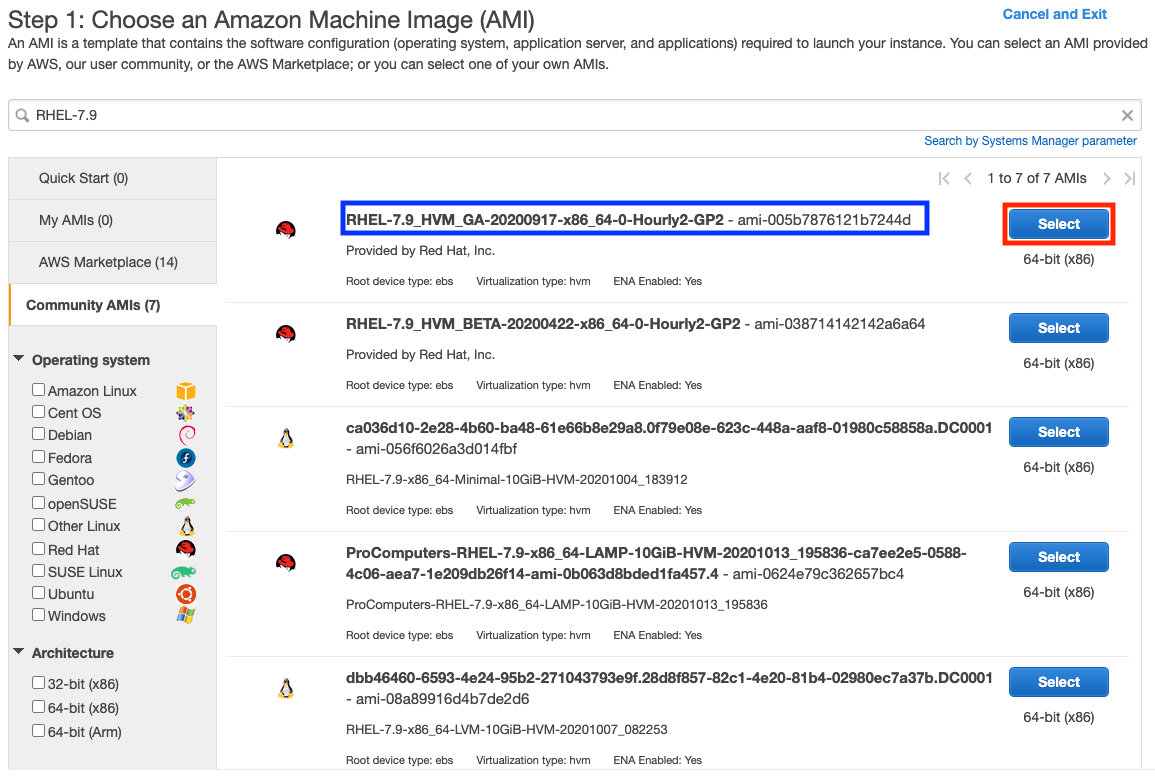 Step 1: Choose an Amazon Machine Image (AMI)
Cancel and Exit
An AMI is a template that contains the software configuration (operating system, application server, and applications) required to launch your instance. You can select an AMI provided
by AWS, our user community, or the AWS Marketplace; or you can select one of your own AMIs.
RHEL-7.9
Search by Systems Manager parameter
Quick Start (0)
My AMIs (0)
AWS Marketplace (14)
Community AMIs (7)
Operating system
Amazon Linux
Cent OS
Debian
Fedora
Gentoo
openSUSE
Other Linux
Red Hat
SUSE Linux
Ubuntu
Windows
Architecture
32-bit (x86)
64-bit (x86)
64-bit (Arm)
1 to 7 of 7 AMIs
RHEL-7.9_HVM_GA-20200917-x86_64-0-Hourly2-GP2 - ami-005b7876121b7244d
Provided by Red Hat, Inc.
Root device type: ebs Virtualization type: hvm ENA Enabled: Yes
Select
64-bit (x86)
RHEL-7.9_HVM_BETA-20200422-x86_64-0-Hourly2-GP2 - ami-038714142142a6a64
Provided by Red Hat, Inc.
Root device type: ebs Virtualization type: hvm ENA Enabled: Yes
Select
64-bit (x86)
ca036d10-2e28-4b60-ba48-61e66b8e29a8.0f79e08e-623c-448a-aaf8-01980c58858a.DC0001
- ami-056f6026a3d014fbf
RHEL-7.9-x86_64-Minimal-10GiB-HVM-20201004_183912
Root device type: ebs Virtualization type: hvm ENA Enabled: Yes
Select
64-bit (x86)
ProComputers-RHEL-7.9-x86_64-LAMP-10GiB-HVM-20201013_195836-ca7ee2e5-0588-
4c06-aea7-1e209db26f14-ami-0b063d8bded1fa457.4 - ami-0624e79c362657bc4
ProComputers-RHEL-7.9-x86_64-LAMP-10GiB-HVM-20201013_195836
Root device type: ebs Virtualization type: hvm ENA Enabled: Yes
Select
64-bit (x86)
dbb46460-6593-4e24-95b2-271043793e9f.28d8f857-82c1-4e20-81b4-02980ec7a37b.DC0001
- ami-08a89916d4b7de2d6
RHEL-7.9-x86_64-LVM-10GiB-HVM-20201007_082253
Root device type: ebs Virtualization type: hvm ENA Enabled: Yes
Select
64-bit (x86)